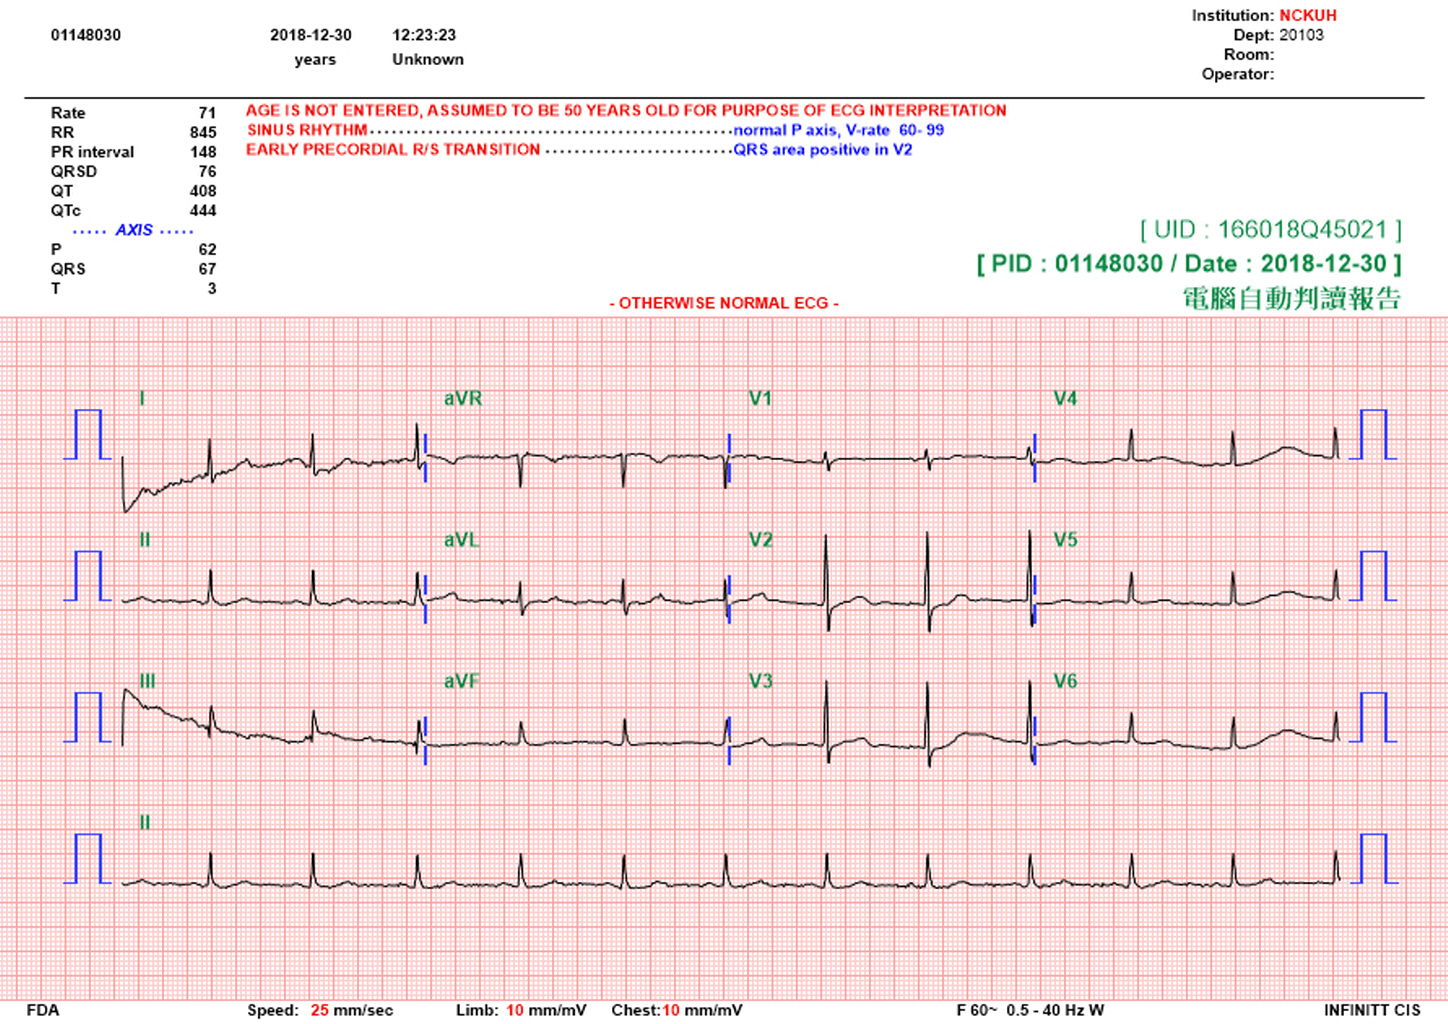 Institution: NCKUH
01148030 2018-12-30 12:23:23 Dept: 20103
years Unknown Room:
Operator:
Rate 71 AGE IS NOT ENTERED, ASSUMED TO BE 50 YEARS OLD FOR PURPOSE OF ECG INTERPRETATION
RR 845 SINUS RHYTHM........................................normal P axis, V-rate 60- 99
PR interval 148 EARLY PRECORDIAL R/S TRANSITION........................QRS area positive in V2
QRSD 76
QT 408
QTc 444
..... AXIS .....
P 62
QRS 67
T 3
[ UID : 166018Q45021 ]
[ PID : 01148030 / Date : 2018-12-30 ]
電腦自動判讀報告
- OTHERWISE NORMAL ECG -
I aVR V1 V4
II aVL V2 V5
III aVF V3 V6
II
FDA Speed: 25 mm/sec Limb: 10 mm/mV Chest:10 mm/mV F 60~ 0.5 - 40 Hz W INFINITT CIS